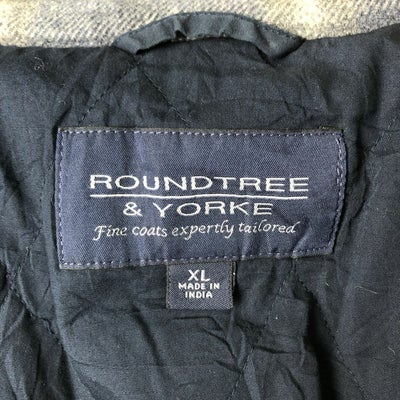 ROUNDTREE
& YORKE
Fine coats expertly tailored
XL
MADE IN
INDIA